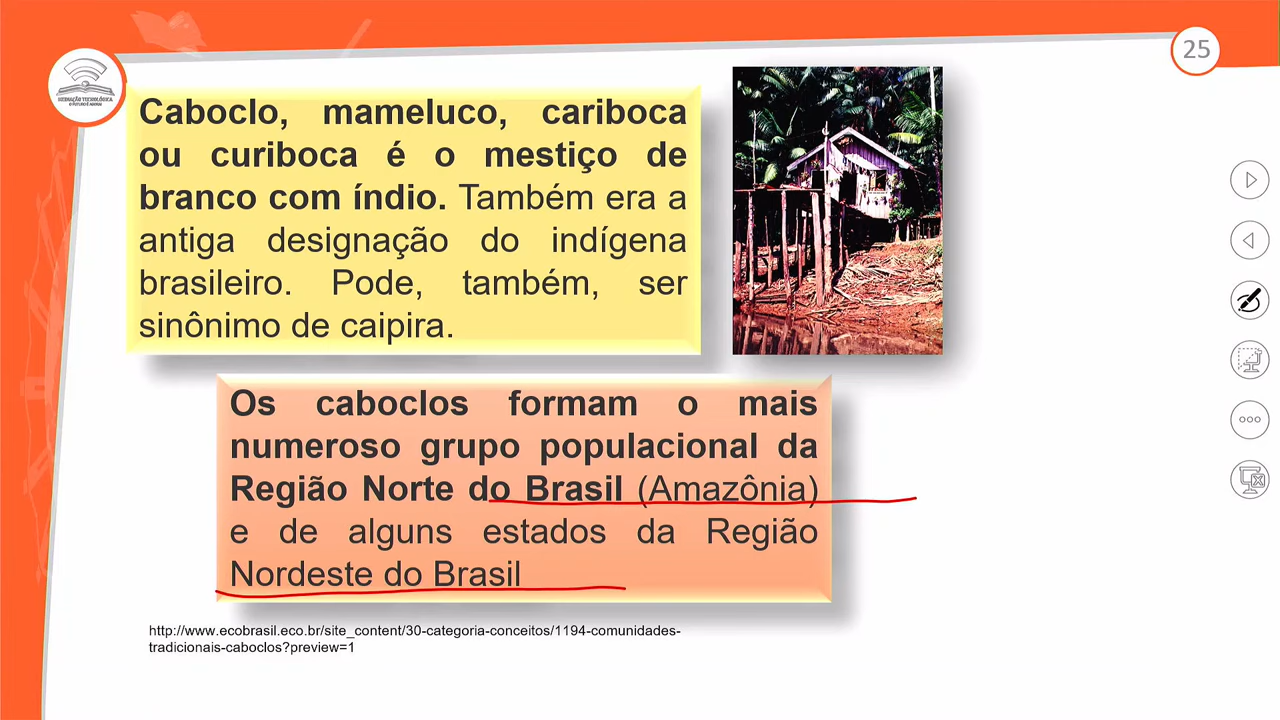 25
MEDIAÇÃO TECNOLÓGICA
Caboclo, mameluco, cariboca
ou curiboca é o mestiço de
branco com índio. Também era a
antiga designação do indígena
brasileiro. Pode, também, ser
sinônimo de caipira.
Os caboclos formam o mais
numeroso grupo populacional da
Região Norte do Brasil (Amazônia)
e de alguns estados da Região
Nordeste do Brasil
http://www.ecobrasil.eco.br/site_content/30-categoria-conceitos/1194-comunidades-
tradicionais-caboclos?preview=1